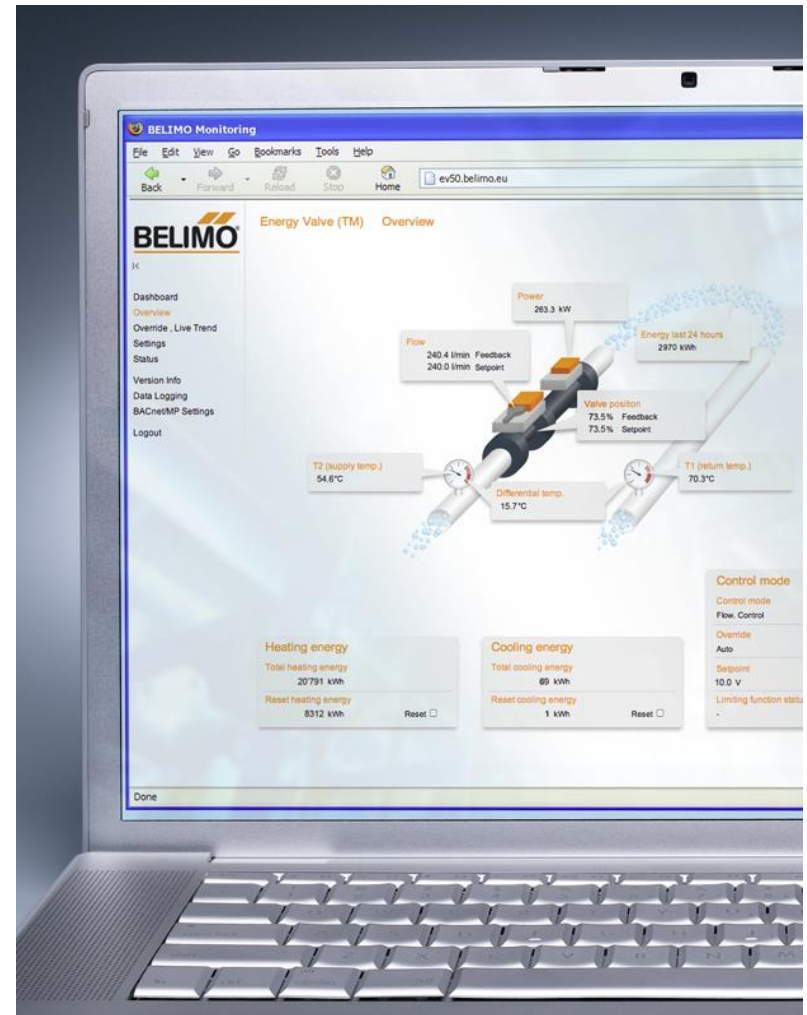 BELIMO Monitoring
File Edit View Go Bookmarks Tools Help
Back Forward Reload Stop Home ev50.belimo.eu
BELIMO
Energy Valve (TM) Overview
Dashboard
Overview
Override , Live Trend
Settings
Status
Version Info
Data Logging
BACnet/MP Settings
Logout
Power
263.3 kW
Flow
240.4 l/min Feedback
240.0 l/min Setpoint
Energy last 24 hours
2970 kWh
Valve position
73.5% Feedback
73.5% Setpoint
T2 (supply temp.)
54.6°C
T1 (return temp.)
70.3°C
Differential temp.
15.7°C
Heating energy
Total heating energy
20'791 kWh
Reset heating energy
8312 kWh Reset
Cooling energy
Total cooling energy
69 kWh
Reset cooling energy
1 kWh Reset
Control mode
Control mode
Flow. Control
Override
Auto
Setpoint
10.0 V
Limiting function statu
-
Done